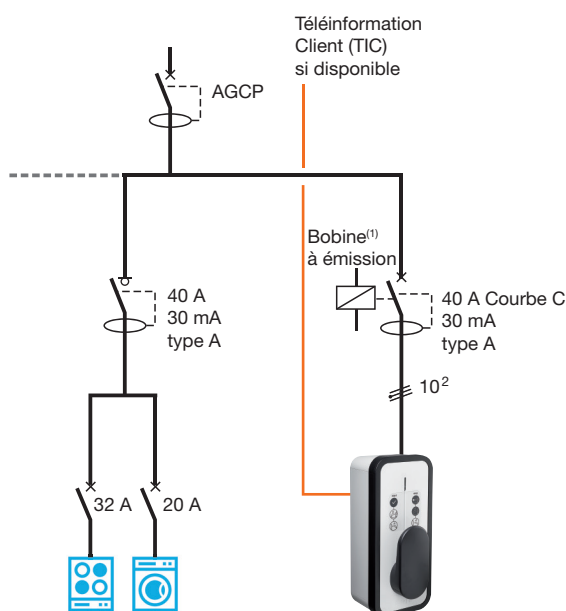 Téléinformation
Client (TIC)
si disponible
AGCP
Bobine⁽¹⁾
à émission
40 A
30 mA
type A
40 A Courbe C
30 mA
type A
10²
32 A
20 A